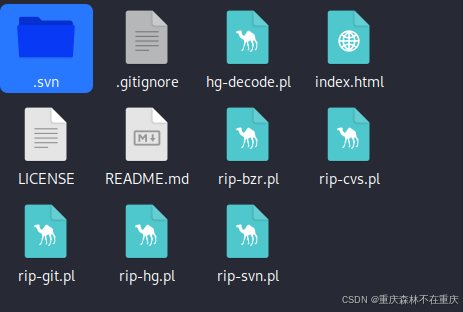 .svn
.gitignore
hg-decode.pl
index.html
LICENSE
README.md
rip-bzr.pl
rip-cvs.pl
rip-git.pl
rip-hg.pl
rip-svn.pl
M
CSDN @重庆森林不在重庆